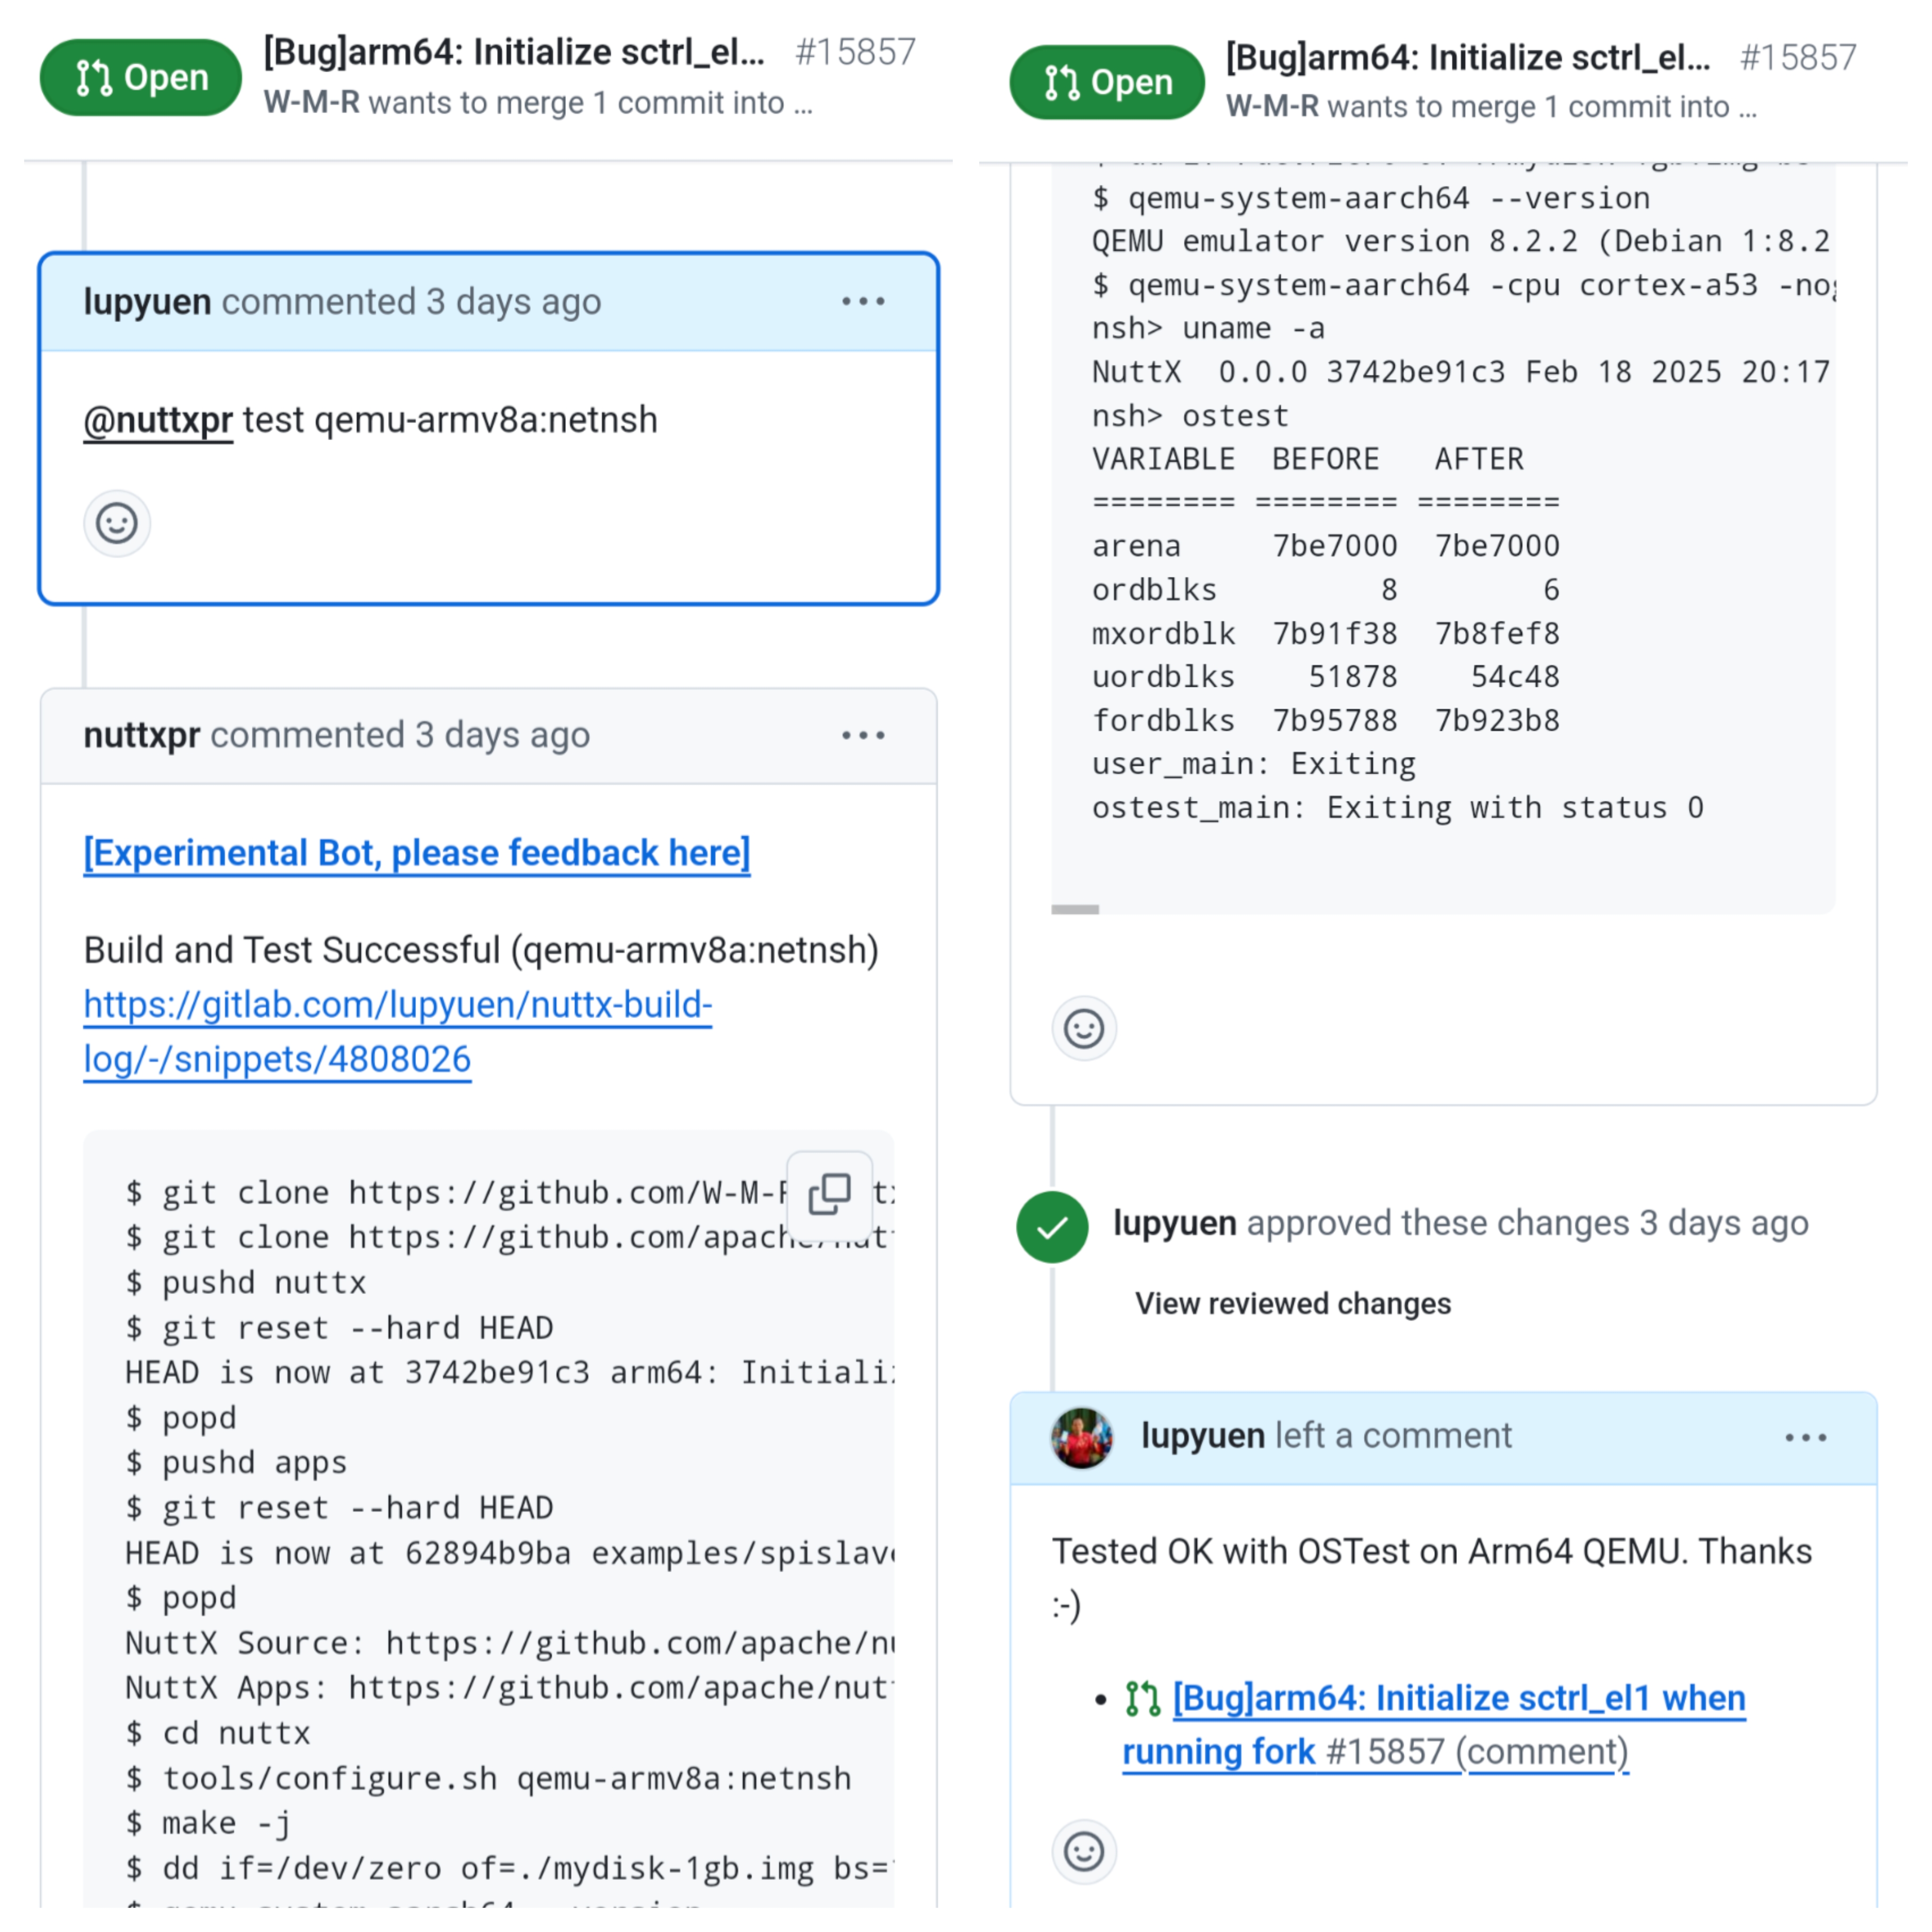 Open
[Bug]arm64: Initialize sctrl_el... #15857
W-M-R wants to merge 1 commit into ...
lupyuen commented 3 days ago
@nuttxpr test qemu-armv8a:netnsh
nuttxpr commented 3 days ago
[Experimental Bot, please feedback here]
Build and Test Successful (qemu-armv8a:netnsh)
https://gitlab.com/lupyuen/nuttx-build-
log/-/snippets/4808026
$ git clone https://github.com/W-M-
$ git clone https://github.com/apache/nut
$ pushd nuttx
$ git reset --hard HEAD
HEAD is now at 3742be91c3 arm64: Initiali
$ popd
$ pushd apps
$ git reset --hard HEAD
HEAD is now at 62894b9ba examples/spislav
$ popd
NuttX Source: https://github.com/apache/n
NuttX Apps: https://github.com/apache/nut
$ cd nuttx
$ tools/configure.sh qemu-armv8a:netnsh
$ make -j
$ dd if=/dev/zero of=./mydisk-1gb.img bs=
$ qemu-system-aarch64 --version
Open
[Bug]arm64: Initialize sctrl_el... #15857
W-M-R wants to merge 1 commit into ...
$ qemu-system-aarch64 --version
QEMU emulator version 8.2.2 (Debian 1:8.2
$ qemu-system-aarch64 -cpu cortex-a53 -nog
nsh> uname -a
NuttX  0.0.0 3742be91c3 Feb 18 2025 20:17
nsh> ostest
VARIABLE  BEFORE   AFTER
======== ======== ========
arena     7be7000  7be7000
ordblks         8        6
mxordblk  7b91f38  7b8fef8
uordblks    51878    54c48
fordblks  7b95788  7b923b8
user_main: Exiting
ostest_main: Exiting with status 0
lupyuen approved these changes 3 days ago
View reviewed changes
lupyuen left a comment
Tested OK with OSTest on Arm64 QEMU. Thanks
:-)
• [Bug]arm64: Initialize sctrl_el1 when
running fork #15857 (comment)